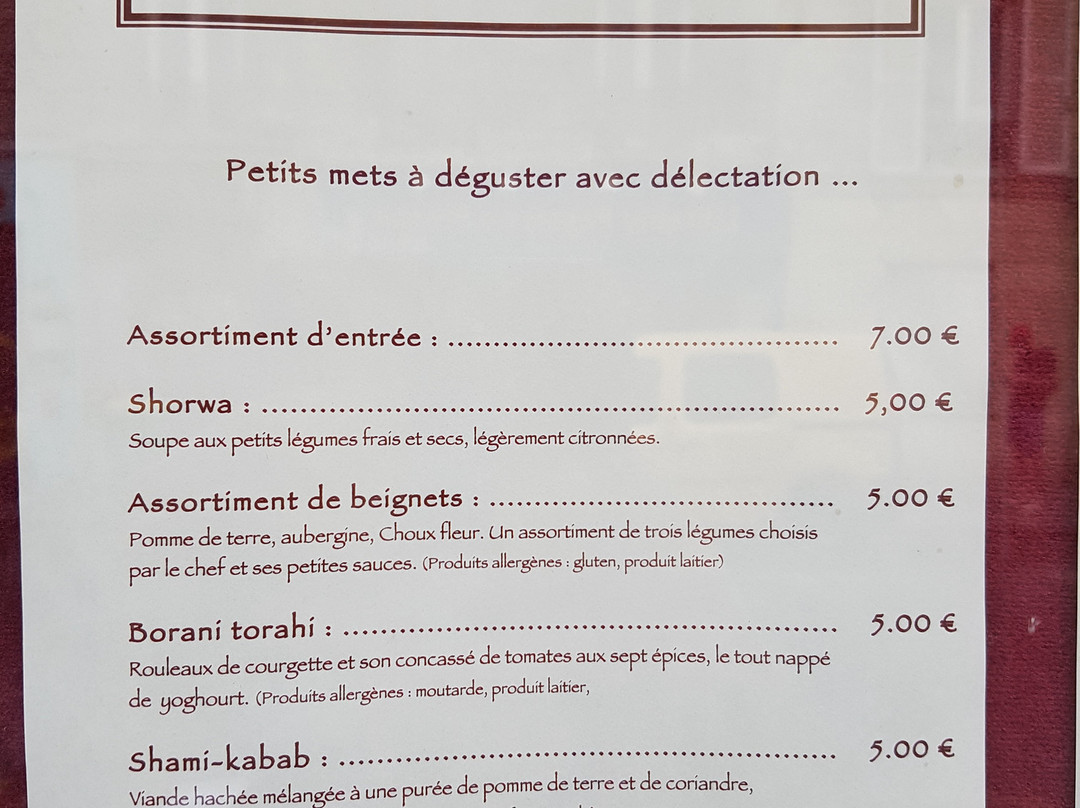 Petits mets à déguster avec délectation ...
Assortiment d'entrée : ........................................ 7.00 €
Shorwa : ............................................................ 5,00 €
Soupe aux petits légumes frais et secs, légèrement citronnées.
Assortiment de beignets : .................................... 5.00 €
Pomme de terre, aubergine, Choux fleur. Un assortiment de trois légumes choisis
par le chef et ses petites sauces. (Produits allergènes : gluten, produit laitier)
Borani torahi : ................................................... 5.00 €
Rouleaux de courgette et son concassé de tomates aux sept épices, le tout nappé
de yoghourt. (Produits allergènes : moutarde, produit laitier,
Shami-kabab : .................................................... 5.00 €
Viande hachée mélangée à une purée de pomme de terre et de coriandre,